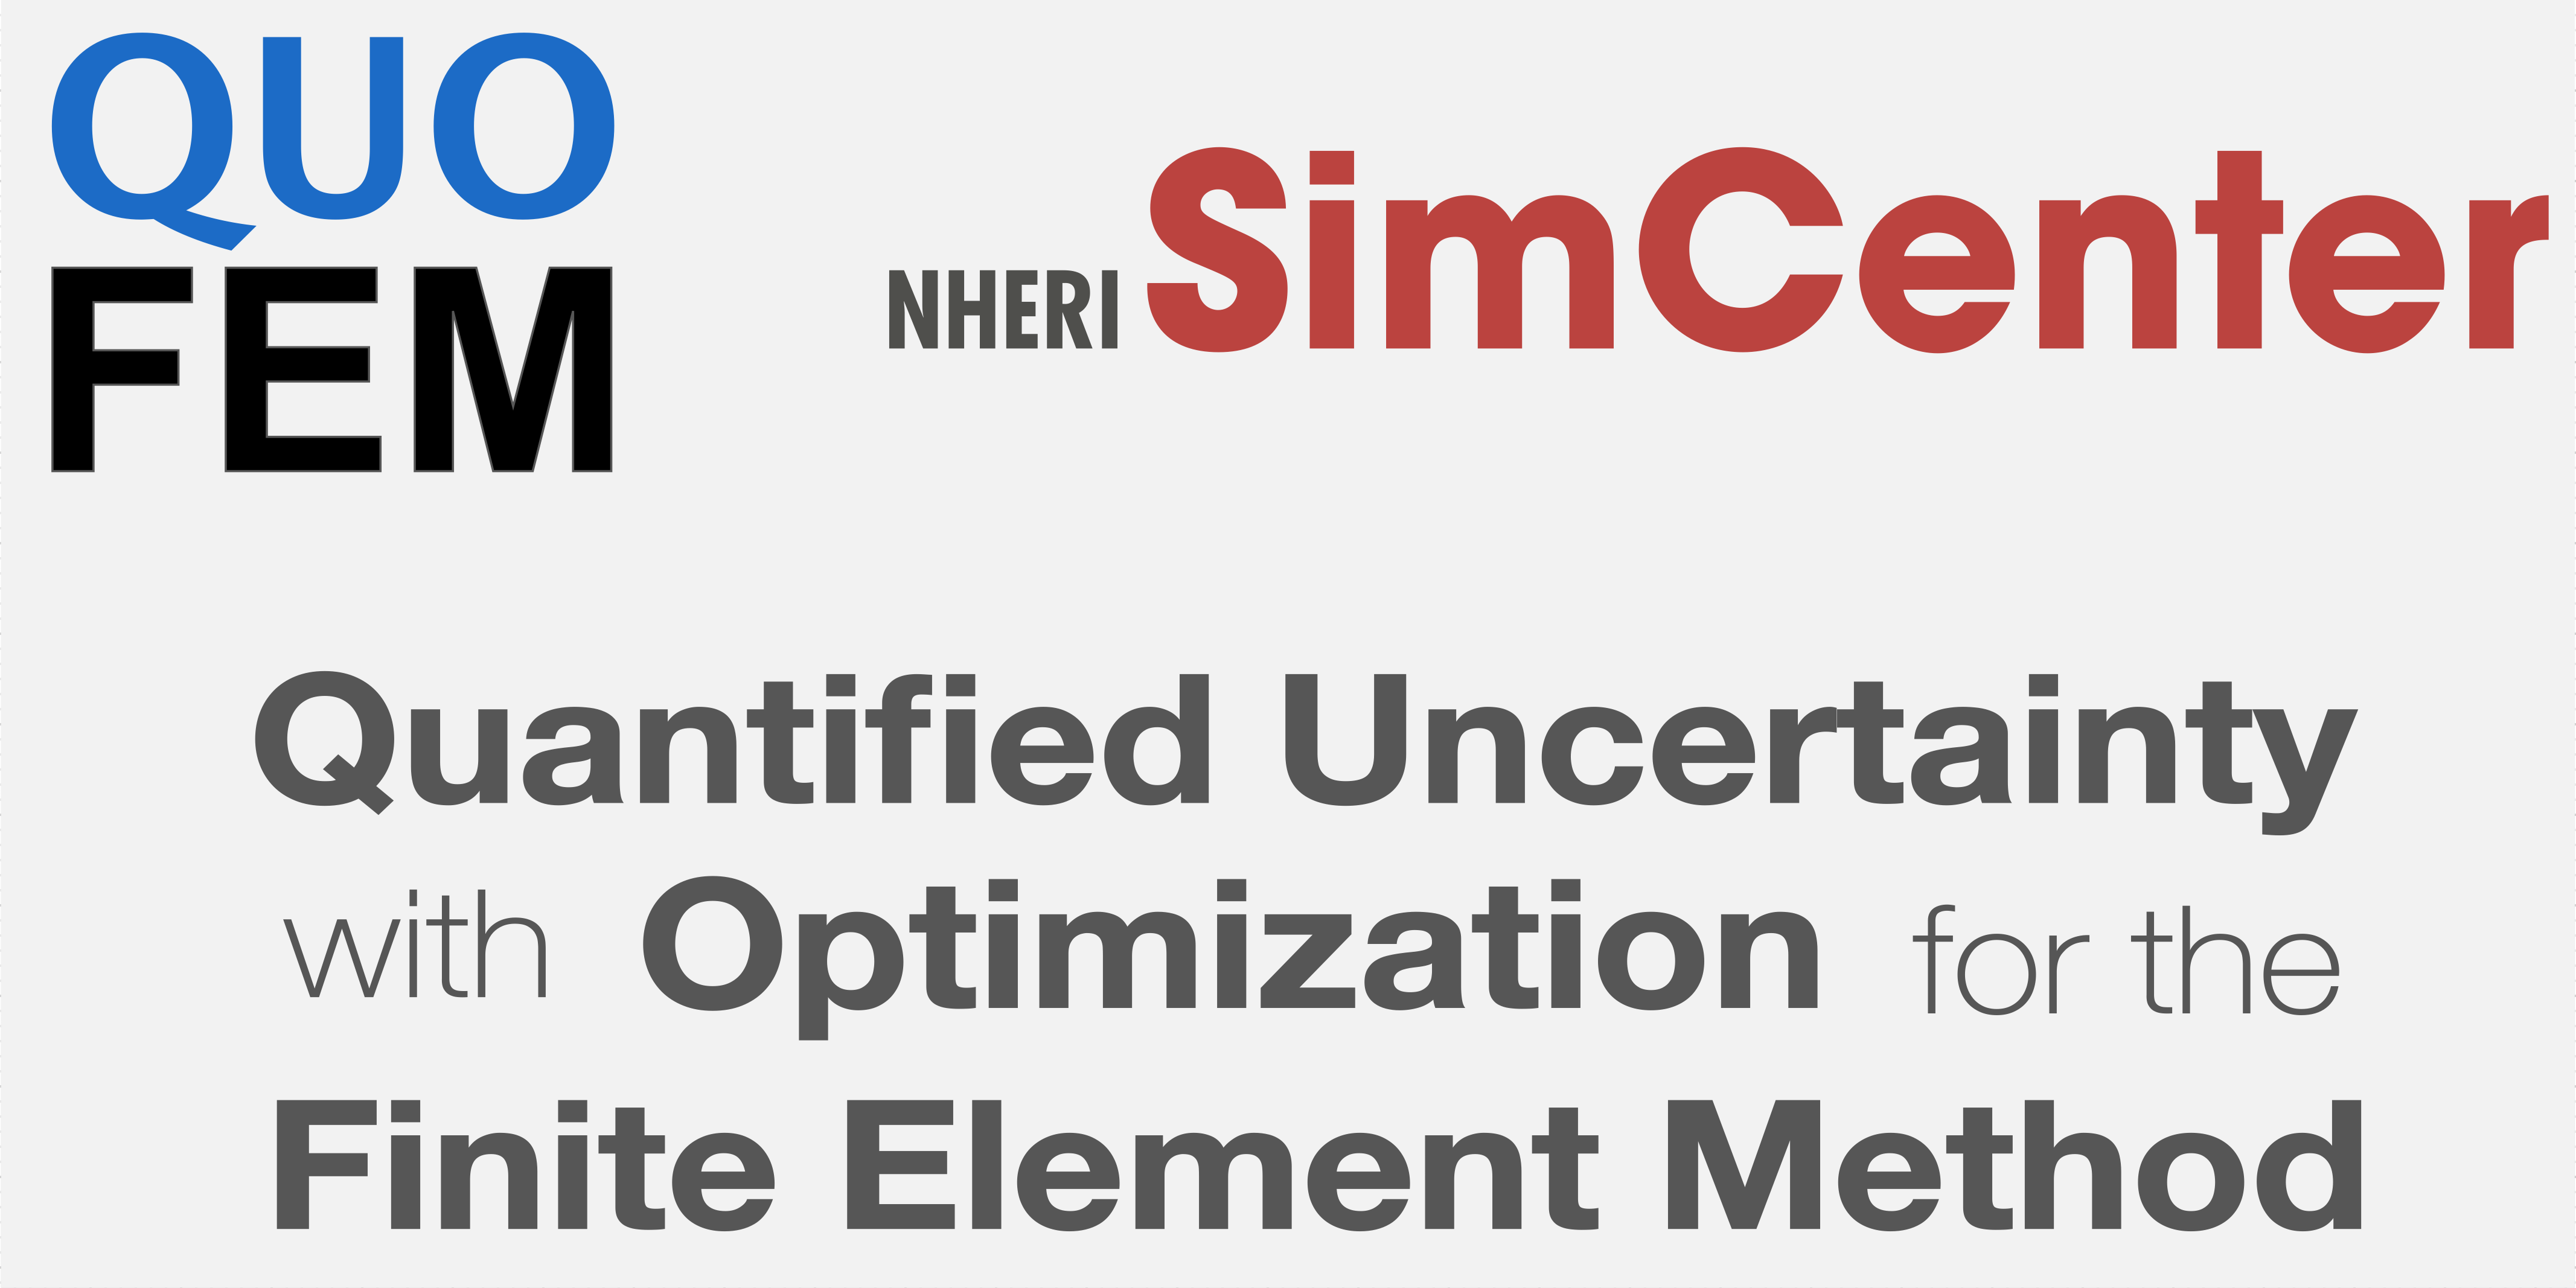 QUO
FEM
NHERI SimCenter
Quantified Uncertainty
with Optimization for the
Finite Element Method